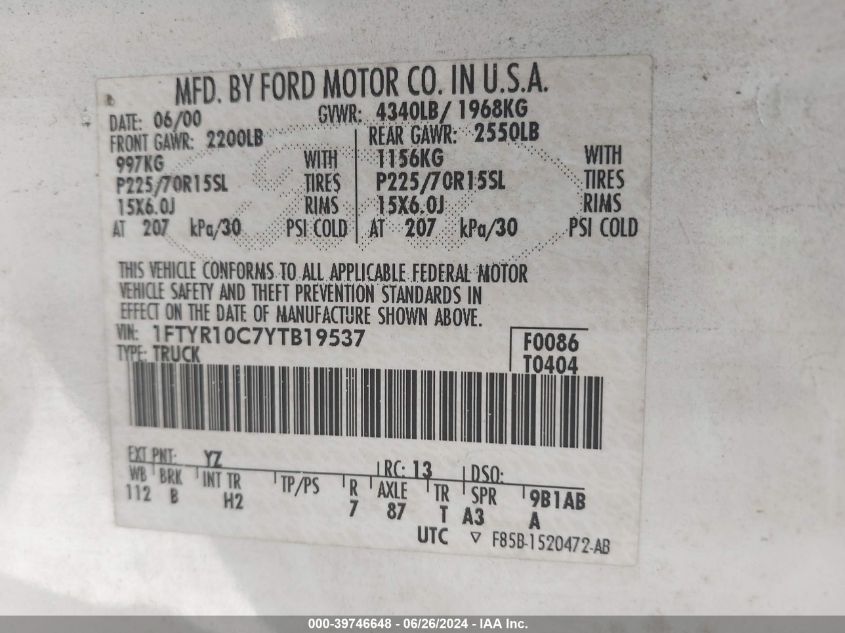 MFD. BY FORD MOTOR CO. IN U.S.A.
DATE: 06/00 GVWR: 4340LB/ 1968KG
FRONT GAWR: 2200LB REAR GAWR: 2550LB
997KG WITH 1156KG WITH
P225/70R15SL TIRES P225/70R15SL TIRES
15X6.0J RIMS 15X6.0J RIMS
AT 207 kPa/30 PSI COLD AT 207 kPa/30 PSI COLD
THIS VEHICLE CONFORMS TO ALL APPLICABLE FEDERAL MOTOR
VEHICLE SAFETY AND THEFT PREVENTION STANDARDS IN
EFFECT ON THE DATE OF MANUFACTURE SHOWN ABOVE.
VIN: 1FTYR10C7YTB19537 F0086
TYPE: TRUCK T0404
EXT PNT: YZ RC: 13 DSO:
WB BRK INT TR TP/PS R AXLE TR SPR 9B1AB
112 B H2 7 87 T A3 A
UTC ▽ F85B-1520472-AB
000-39746648 - 06/26/2024 - IAA Inc.